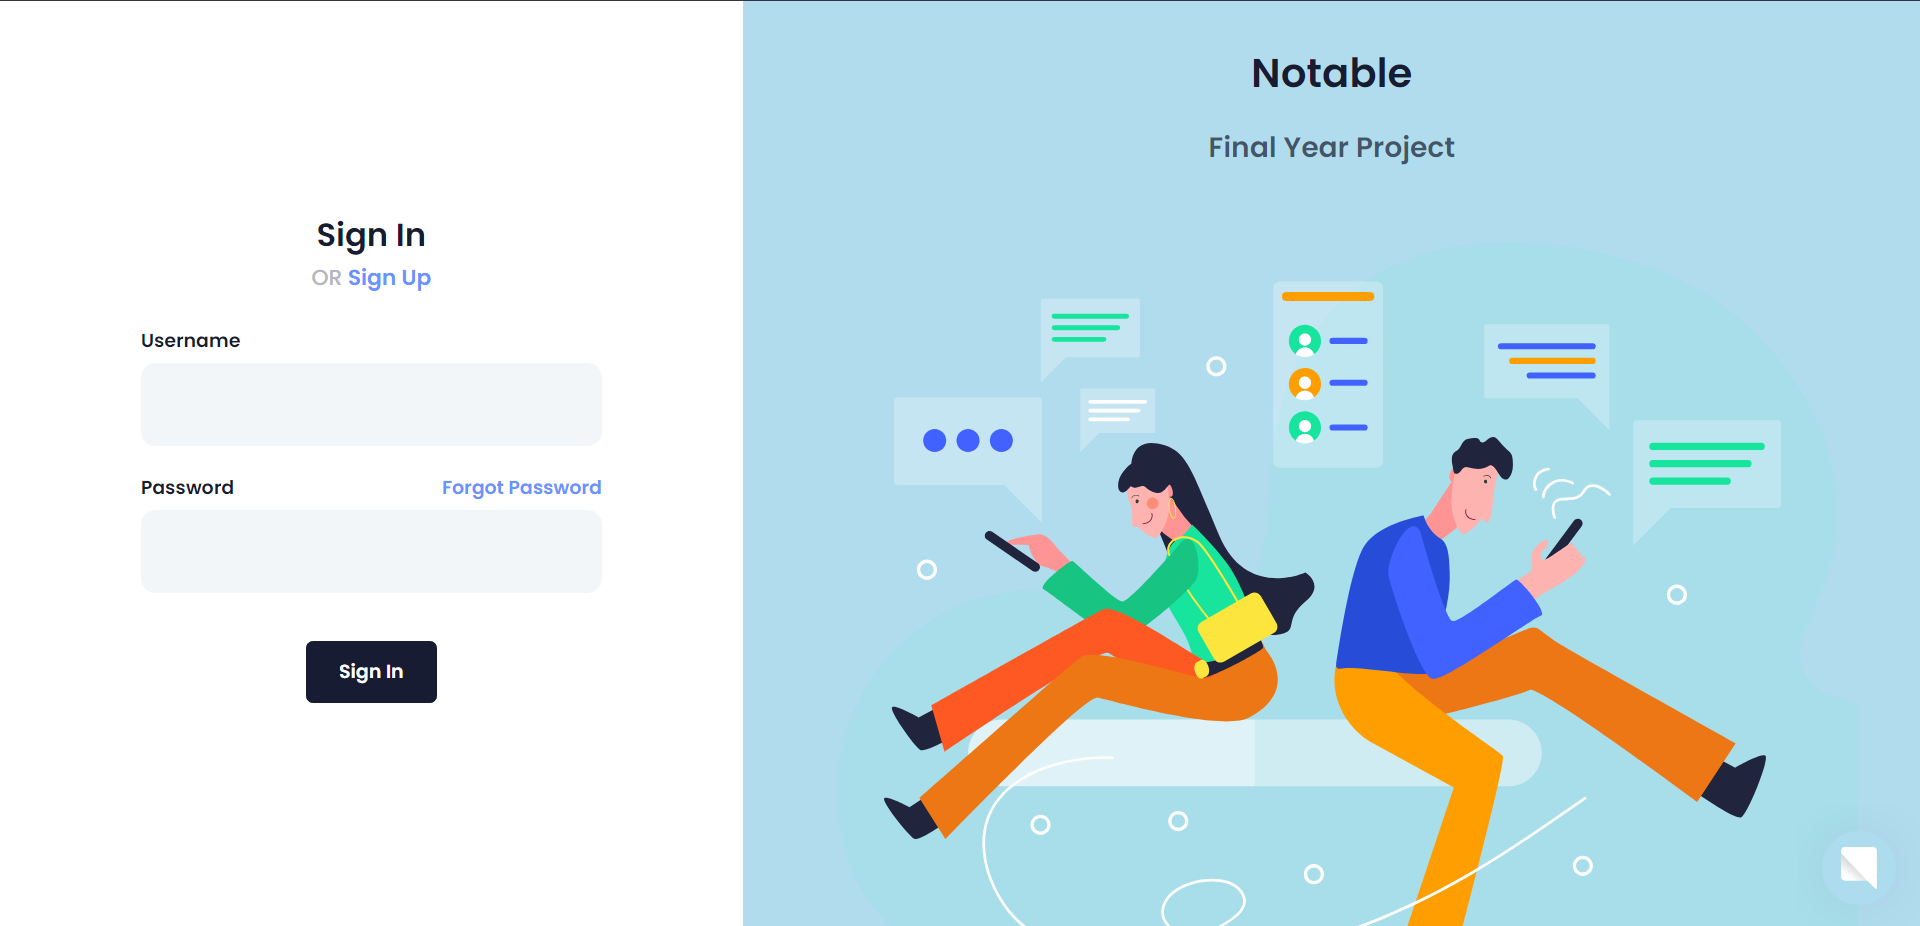 Notable
Final Year Project
Sign In
OR Sign Up
Username
Password
Forgot Password
Sign In